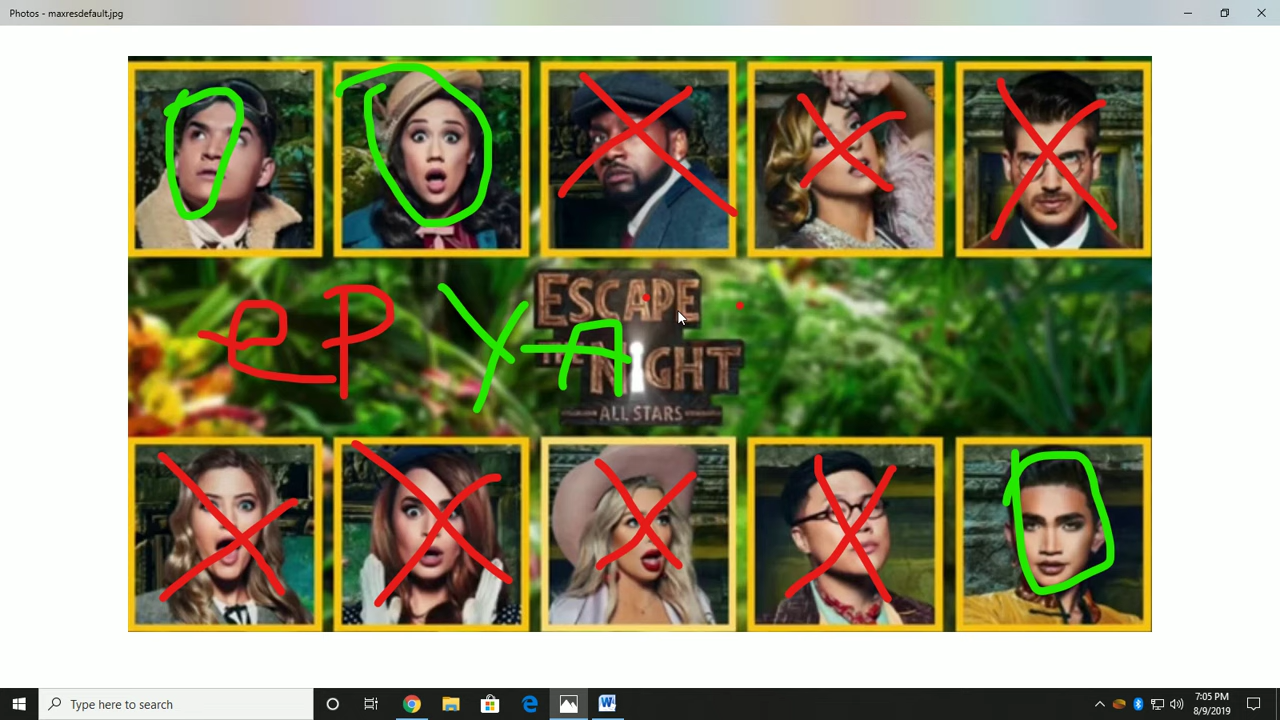 Photos - maxresdefault.jpg
ESCAPE
THE NIGHT
ALL STARS
eP
Type here to search
7:05 PM
8/9/2019